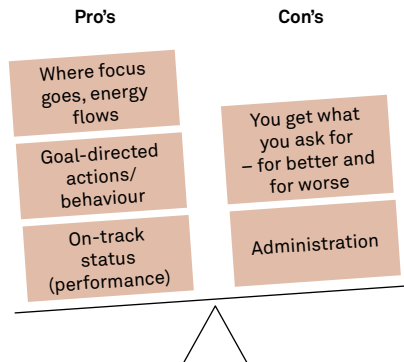 Pro’s
Con’s
Where focus
goes, energy
flows
Goal-directed
actions/
behaviour
On-track
status
(performance)
You get what
you ask for
– for better and
for worse
Administration